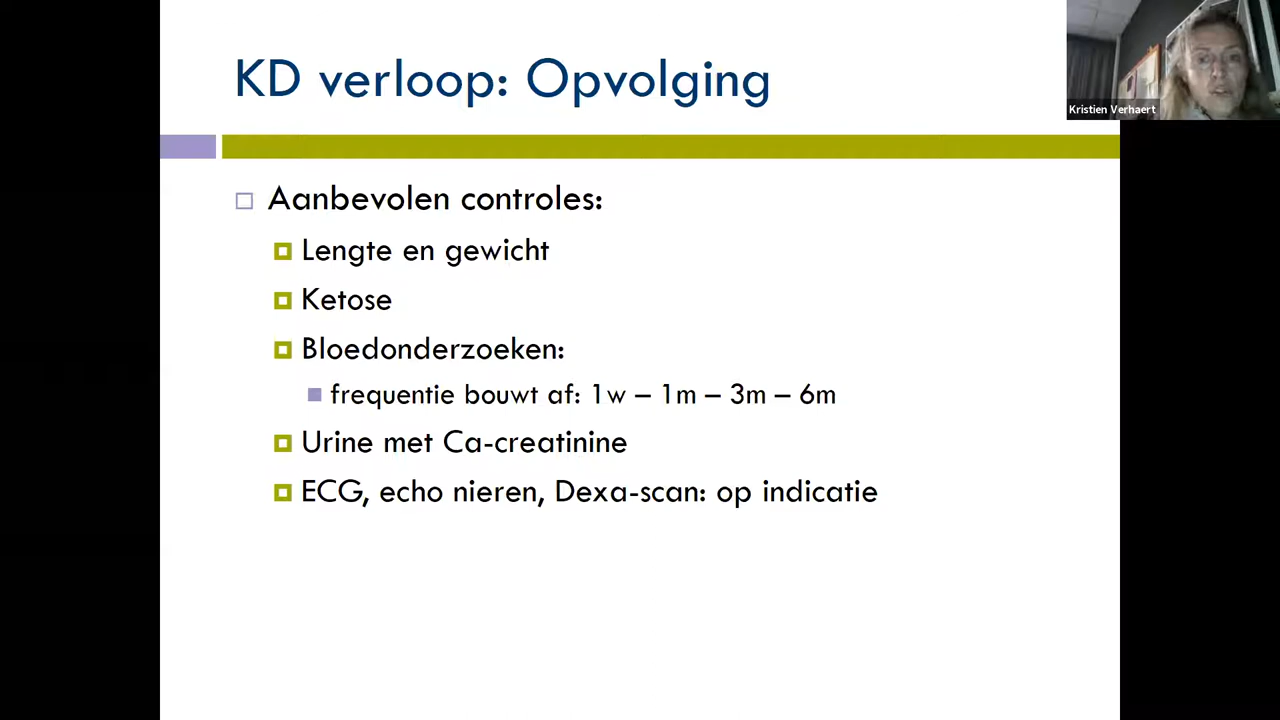 KD verloop: Opvolging
Kristien Verhaert
Aanbevolen controles:
Lengte en gewicht
Ketose
Bloedonderzoeken:
frequentie bouwt af: 1w – 1m – 3m – 6m
Urine met Ca-creatinine
ECG, echo nieren, Dexa-scan: op indicatie